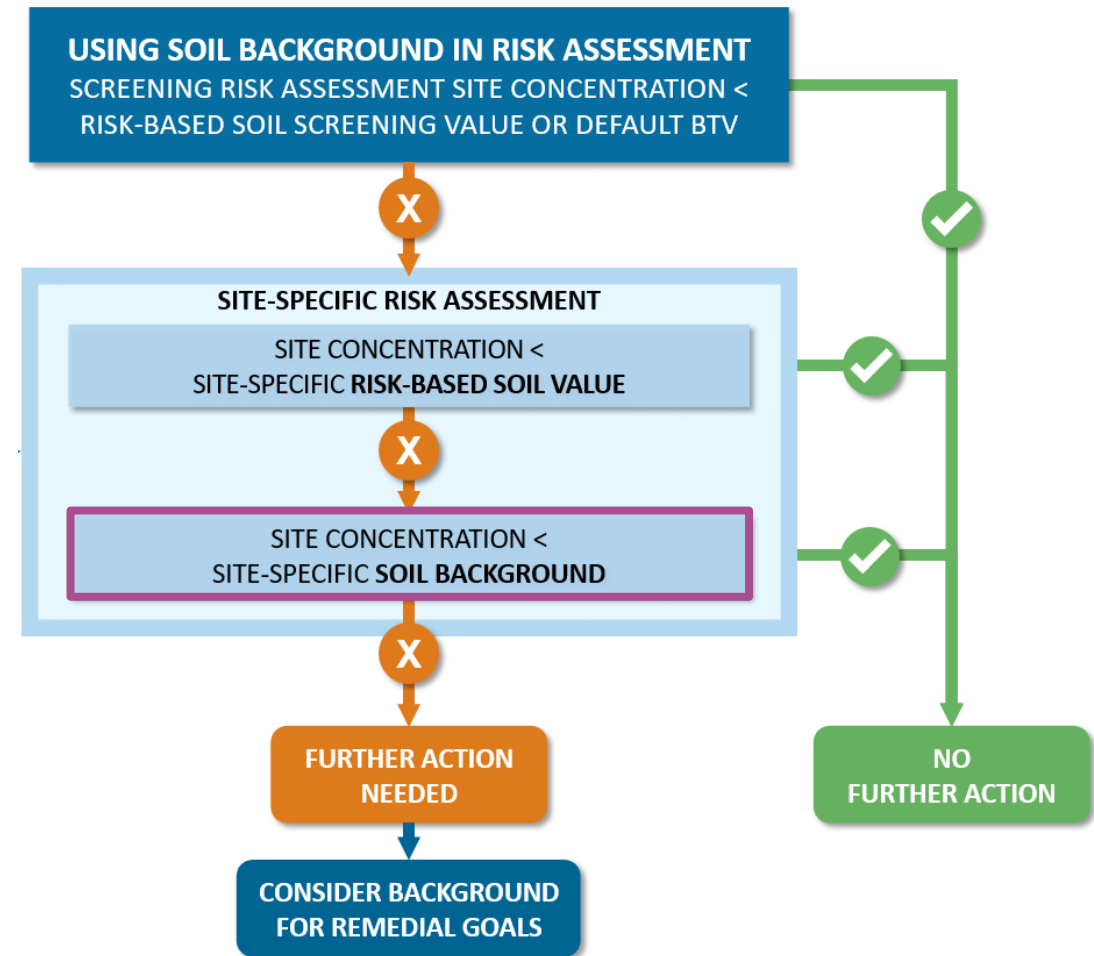 USING SOIL BACKGROUND IN RISK ASSESSMENT
SCREENING RISK ASSESSMENT SITE CONCENTRATION <
RISK-BASED SOIL SCREENING VALUE OR DEFAULT BTV
X
SITE-SPECIFIC RISK ASSESSMENT
SITE CONCENTRATION <
SITE-SPECIFIC RISK-BASED SOIL VALUE
X
SITE CONCENTRATION <
SITE-SPECIFIC SOIL BACKGROUND
X
FURTHER ACTION
NEEDED
NO
FURTHER ACTION
CONSIDER BACKGROUND
FOR REMEDIAL GOALS